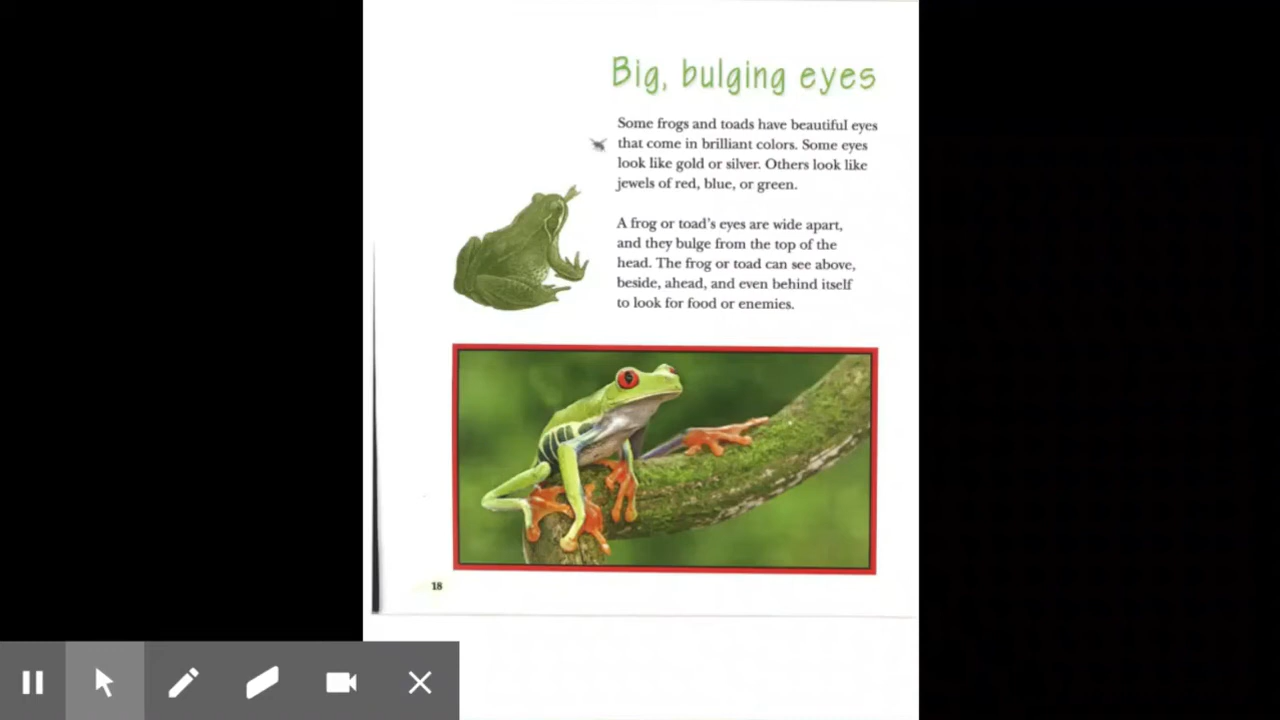 Big, bulging eyes
Some frogs and toads have beautiful eyes
that come in brilliant colors. Some eyes
look like gold or silver. Others look like
jewels of red, blue, or green.
A frog or toad's eyes are wide apart,
and they bulge from the top of the
head. The frog or toad can see above,
beside, ahead, and even behind itself
to look for food or enemies.
18